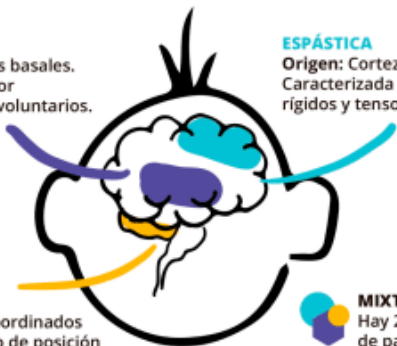 s basales.
or
voluntarios.
ESPÁSTICA
Origen: Cortez
Caracterizada
rígidos y tenso
ordinados
o de posición
MIXT
Hay 2
de pa